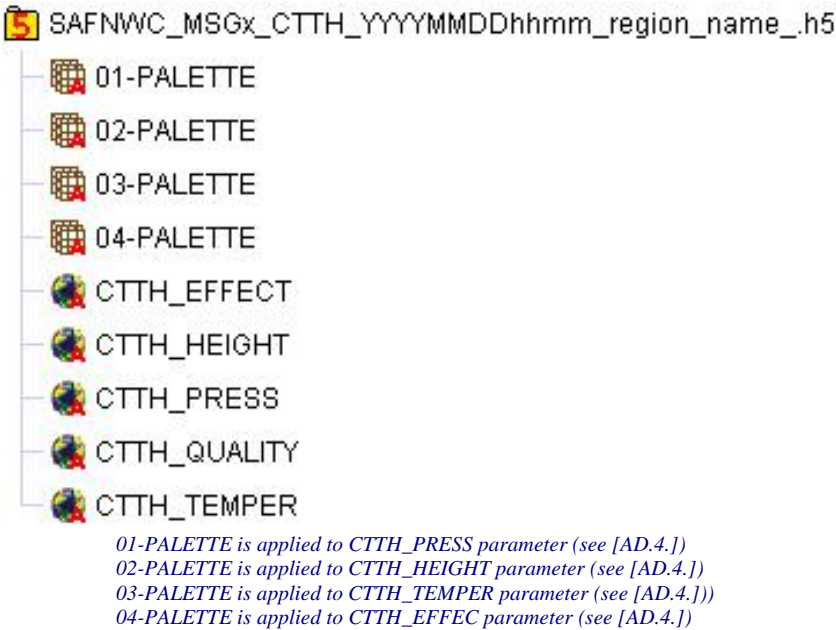 SAFNWC_MSGx_CTTH_YYYYMMDDhhmm_region_name_.h5
01-PALETTE
02-PALETTE
03-PALETTE
04-PALETTE
CTTH_EFFECT
CTTH_HEIGHT
CTTH_PRESS
CTTH_QUALITY
CTTH_TEMPER
01-PALETTE is applied to CTTH_PRESS parameter (see [AD.4.])
02-PALETTE is applied to CTTH_HEIGHT parameter (see [AD.4.])
03-PALETTE is applied to CTTH_TEMPER parameter (see [AD.4.]))
04-PALETTE is applied to CTTH_EFFEC parameter (see [AD.4.])